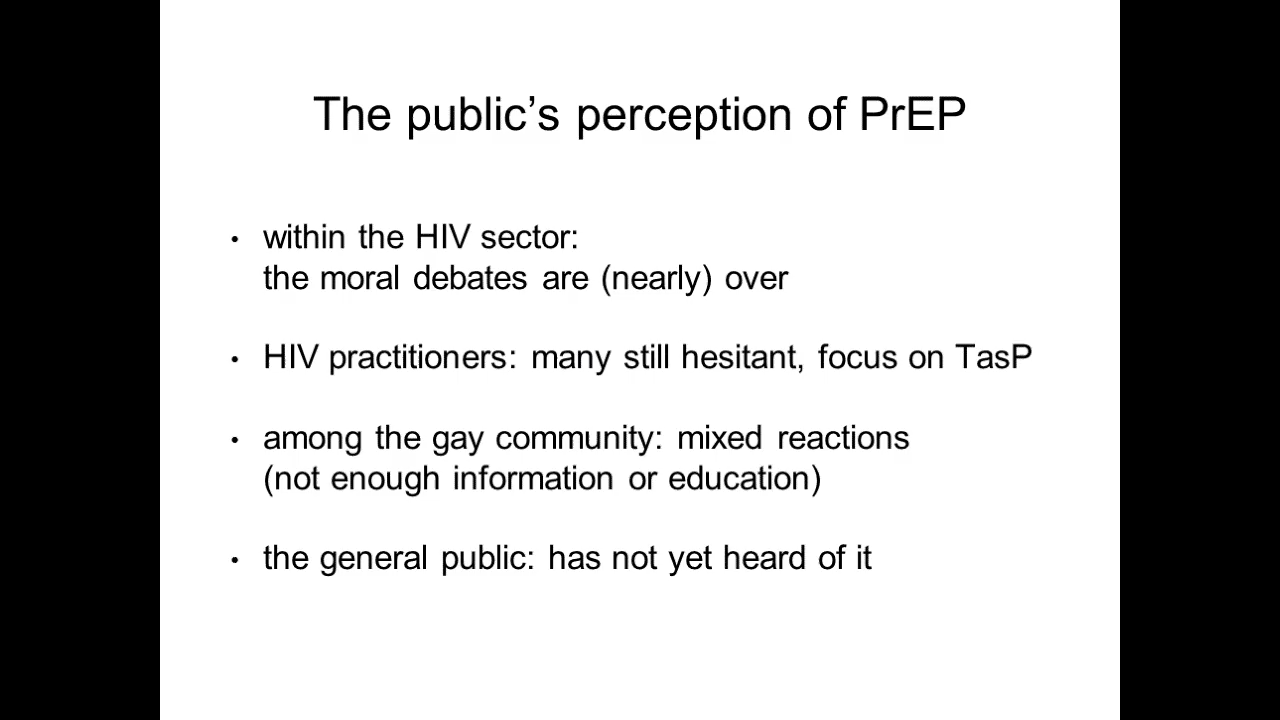 The public’s perception of PrEP
• within the HIV sector:
the moral debates are (nearly) over
• HIV practitioners: many still hesitant, focus on TasP
• among the gay community: mixed reactions
(not enough information or education)
• the general public: has not yet heard of it